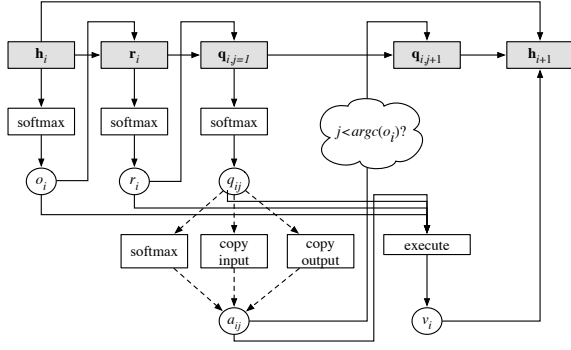 h_i
r_i
q_{i,j=1}
q_{i,j+1}
h_{i+1}
softmax
softmax
softmax
j<argc(o_i)?
o_i
r_i
q_{ij}
softmax
copy
input
copy
output
execute
a_{ij}
v_i